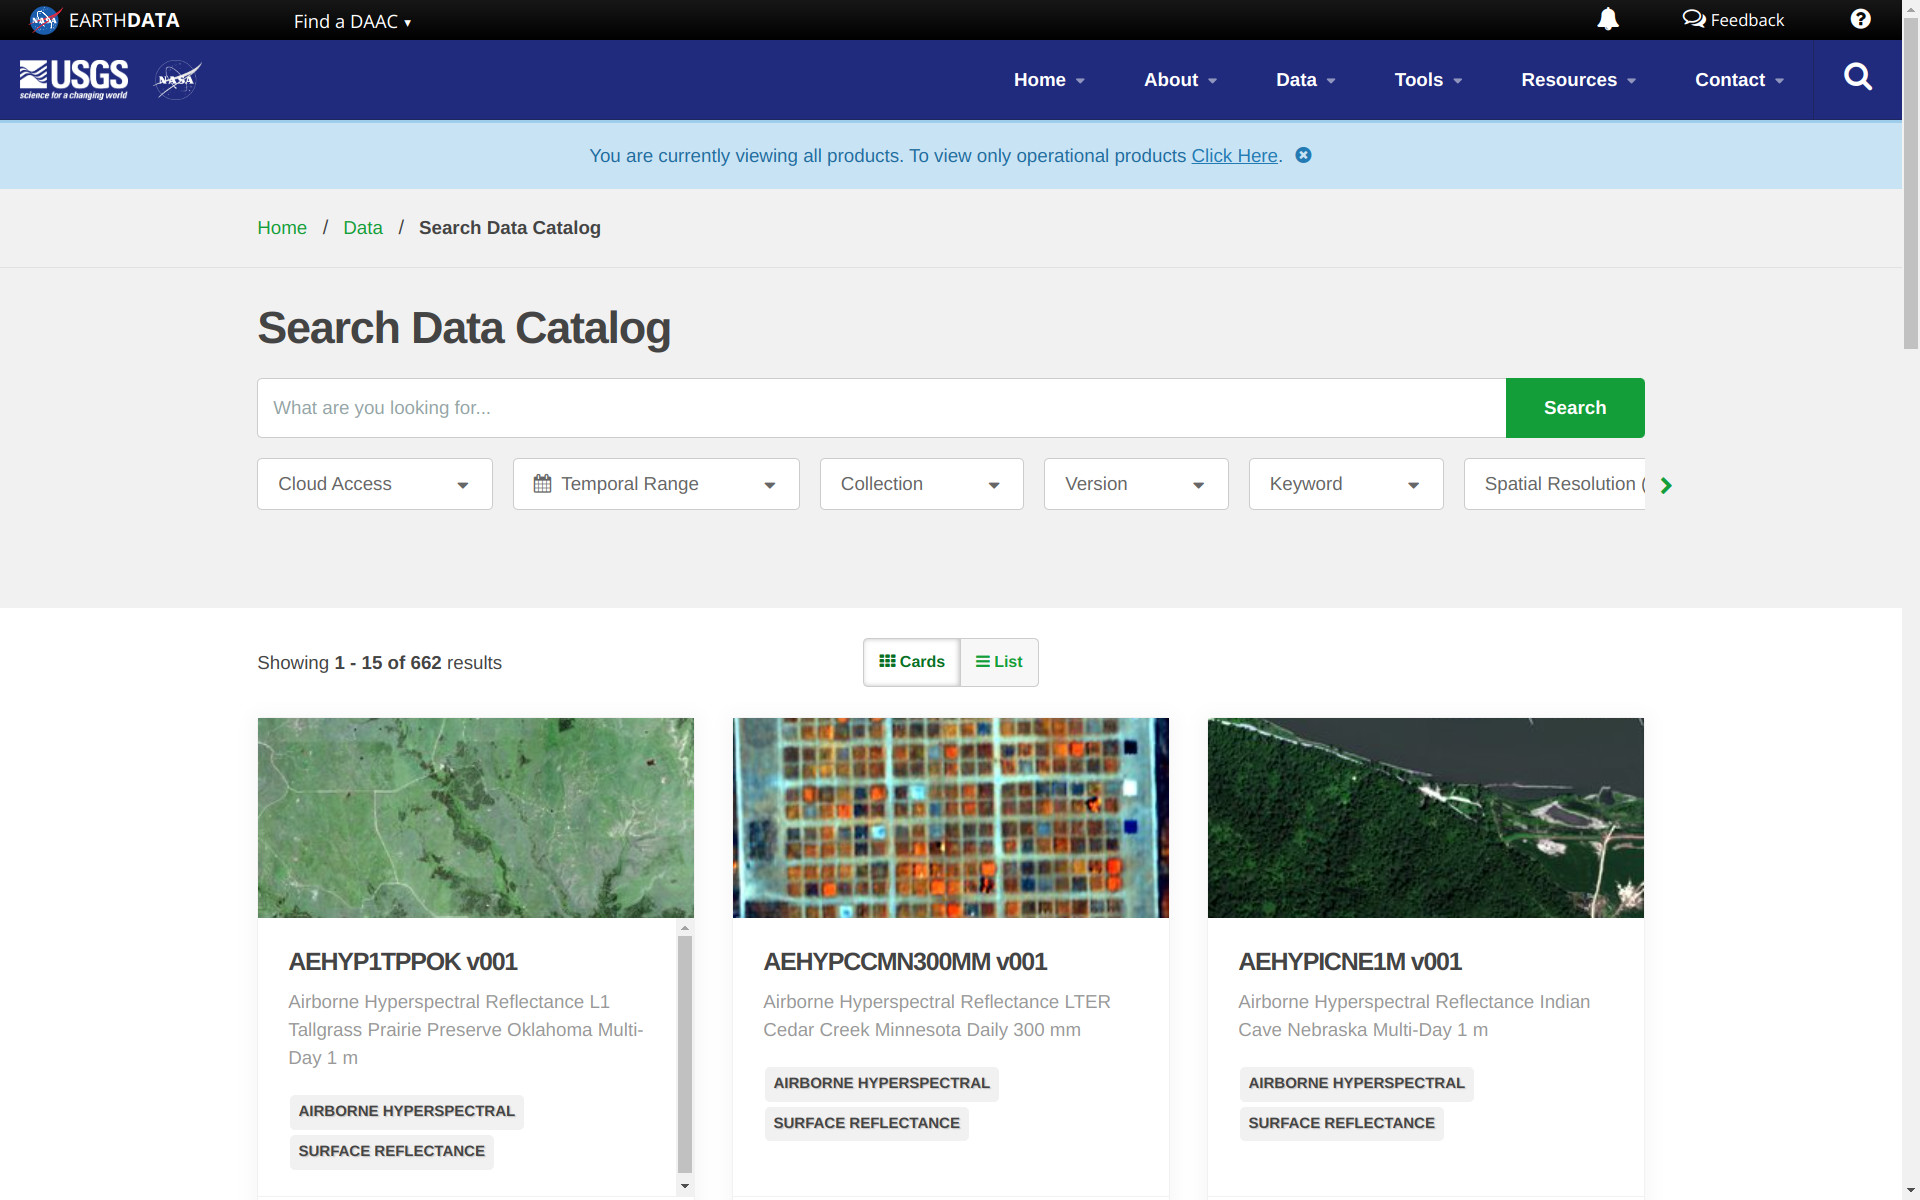 EARTHDATA
Find a DAAC ▾
Feedback
USGS
science for a changing world
NASA
Home
About
Data
Tools
Resources
Contact
You are currently viewing all products. To view only operational products Click Here.
Home / Data / Search Data Catalog
Search Data Catalog
What are you looking for...
Search
Cloud Access
Temporal Range
Collection
Version
Keyword
Spatial Resolution (
Showing 1 - 15 of 662 results
Cards
List
AEHYP1TPPOK v001
Airborne Hyperspectral Reflectance L1
Tallgrass Prairie Preserve Oklahoma Multi-
Day 1 m
AIRBORNE HYPERSPECTRAL
SURFACE REFLECTANCE
AEHYPCCMN300MM v001
Airborne Hyperspectral Reflectance LTER
Cedar Creek Minnesota Daily 300 mm
AIRBORNE HYPERSPECTRAL
SURFACE REFLECTANCE
AEHYPICNE1M v001
Airborne Hyperspectral Reflectance Indian
Cave Nebraska Multi-Day 1 m
AIRBORNE HYPERSPECTRAL
SURFACE REFLECTANCE